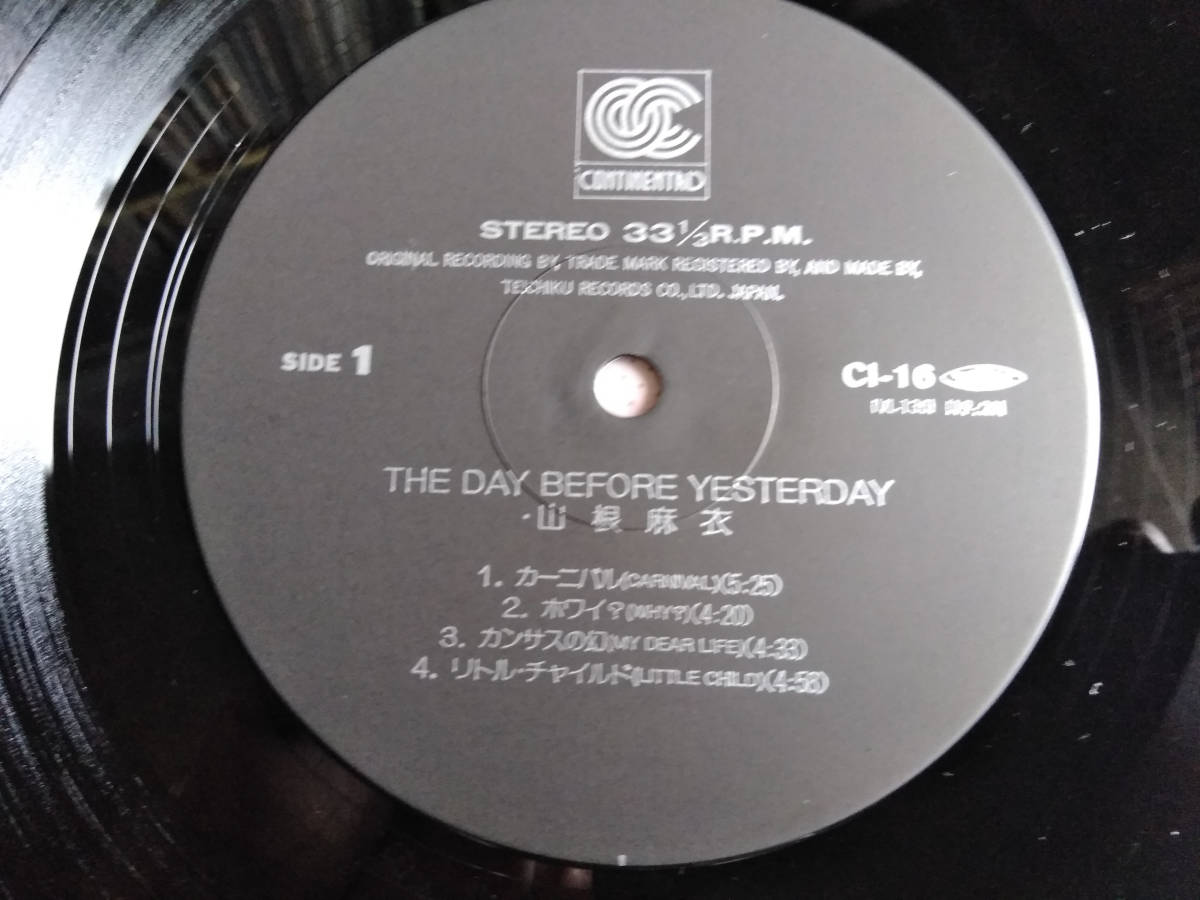 CONTINENTAL
STEREO 33⅓ R.P.M.
ORIGINAL RECORDING BY, TRADE MARK REGISTERED BY, AND MADE BY,
TEICHIKU RECORDS CO., LTD. JAPAN.
SIDE 1
CI-16
THE DAY BEFORE YESTERDAY
・山根麻衣
1. カーニバル(CARNIVAL)(5:25)
2. ホワイ?(WHY?)(4:20)
3. カンサスの幻(MY DEAR LIFE)(4:33)
4. リトル・チャイルド(LITTLE CHILD)(4:58)